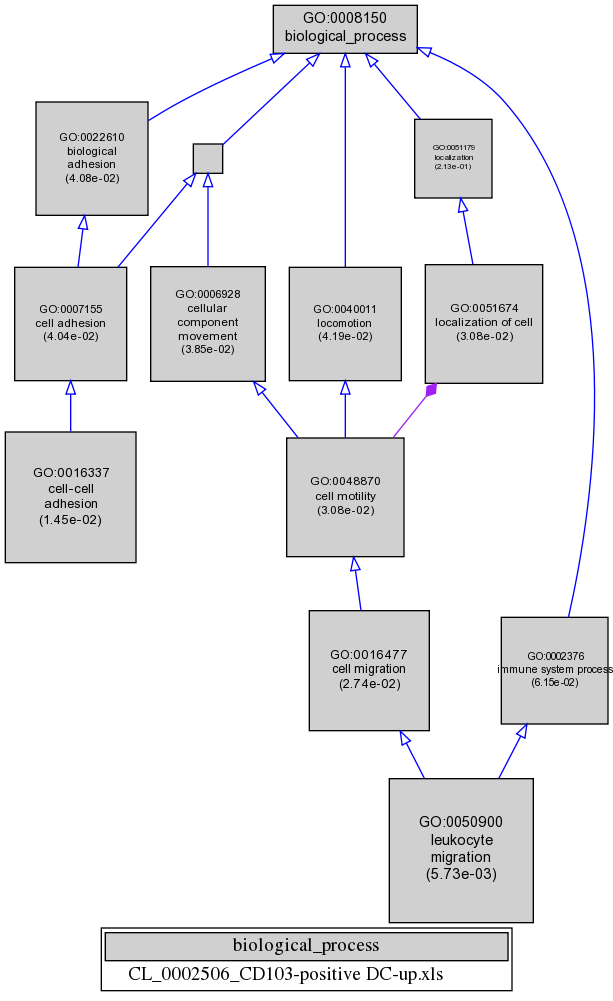 GO:0008150
biological_process
GO:0022610
biological
adhesion
(4.08e-02)
GO:0051179
localization
(2.13e-01)
GO:0007155
cell adhesion
(4.04e-02)
GO:0006928
cellular
component
movement
(3.85e-02)
GO:0040011
locomotion
(4.19e-02)
GO:0051674
localization of cell
(3.08e-02)
GO:0016337
cell-cell
adhesion
(1.45e-02)
GO:0048870
cell motility
(3.08e-02)
GO:0016477
cell migration
(2.74e-02)
GO:0002376
immune system process
(6.15e-02)
GO:0050900
leukocyte
migration
(5.73e-03)
biological_process
CL_0002506_CD103-positive DC-up.xls